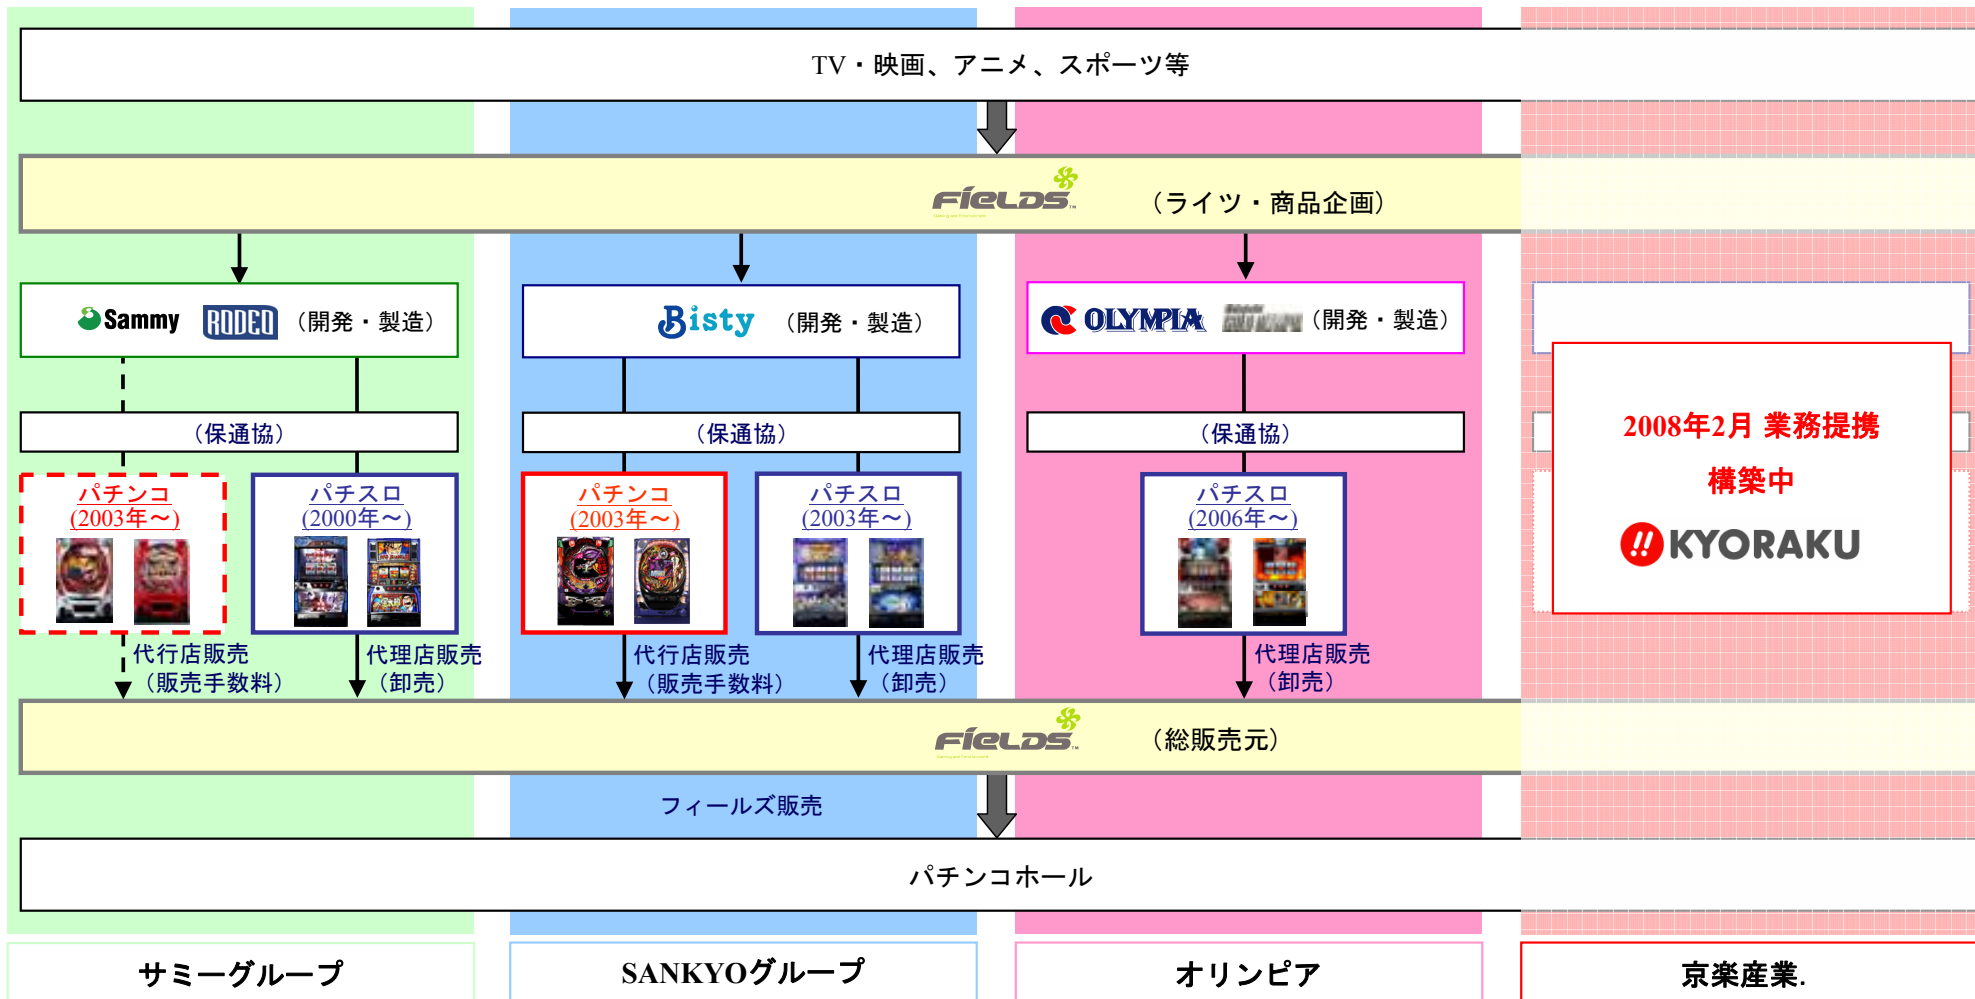 TV・映画、アニメ、スポーツ等
FIELDS （ライツ・商品企画）
Sammy RODEO （開発・製造）
Bisty （開発・製造）
OLYMPIA （開発・製造）
（保通協）
（保通協）
（保通協）
パチンコ
(2003年～)
パチスロ
(2000年～)
パチンコ
(2003年～)
パチスロ
(2003年～)
パチスロ
(2006年～)
2008年2月 業務提携
構築中
!! KYORAKU
代行店販売
（販売手数料）
代理店販売
（卸売）
代行店販売
（販売手数料）
代理店販売
（卸売）
代理店販売
（卸売）
FIELDS （総販売元）
フィールズ販売
パチンコホール
サミーグループ
SANKYOグループ
オリンピア
京楽産業.